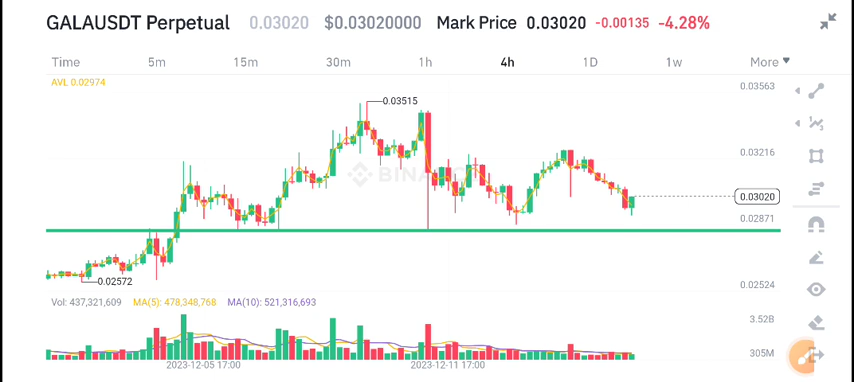 GALAUSDT Perpetual 0.03020 $0.03020000 Mark Price 0.03020 -0.00135 -4.28%
Time 5m 15m 30m 1h 4h 1D 1w More
AVL 0.02974
0.03563
0.03515
0.03216
BINA
0.03020
0.02871
0.02572
0.02524
Vol: 437,321,609 MA(5): 478,348,768 MA(10): 521,316,693
3.52B
305M
2023-12-05 17:00 2023-12-11 17:00